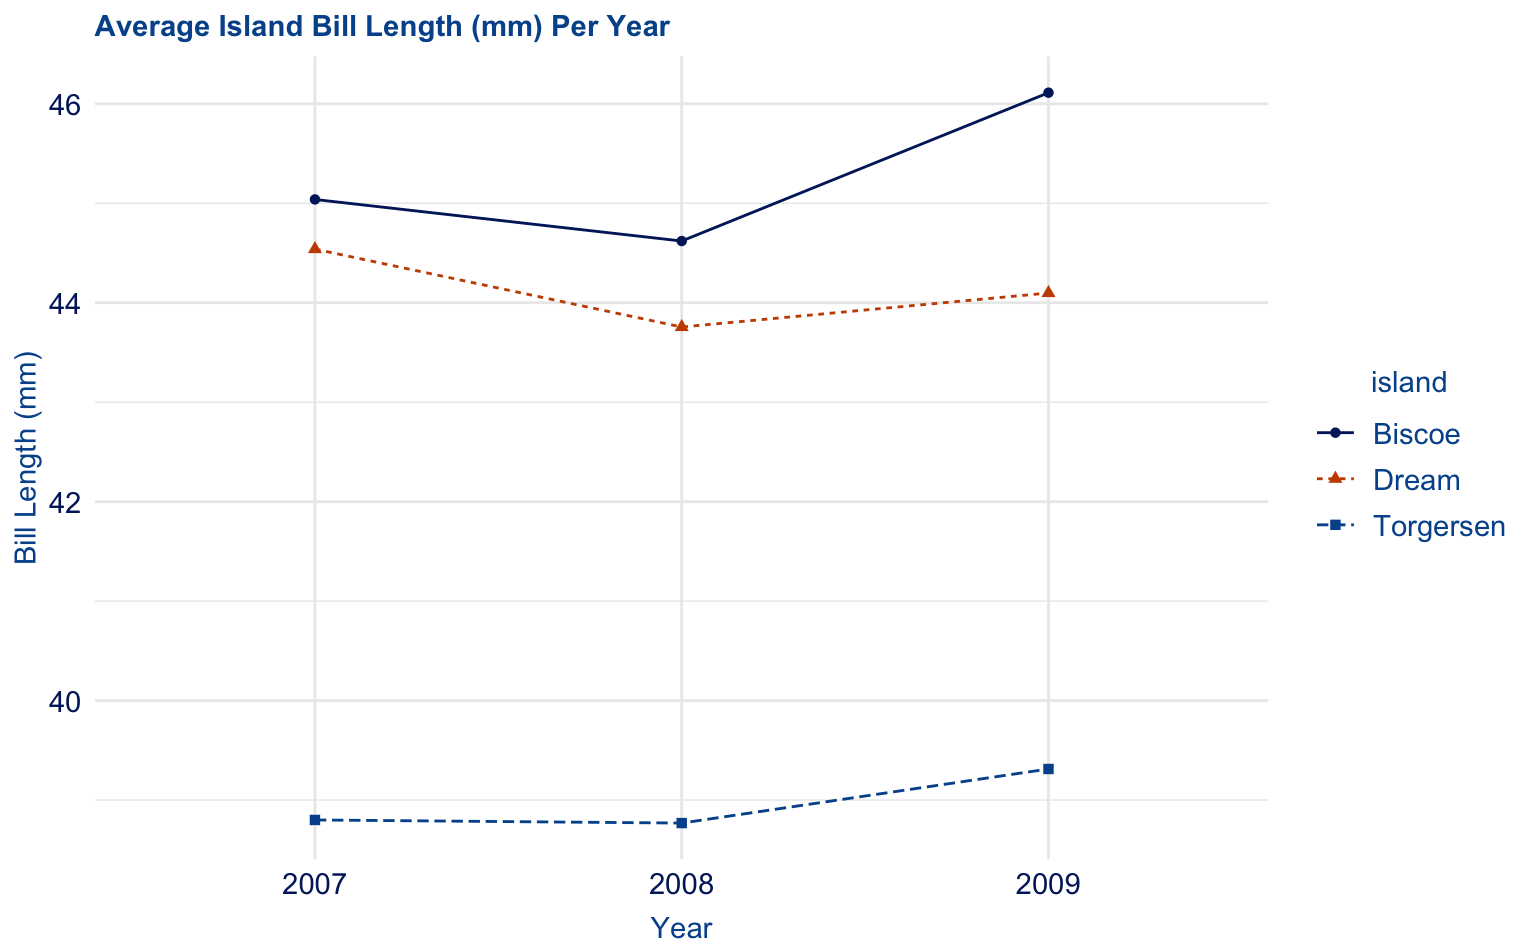 Average Island Bill Length (mm) Per Year
46
44
42
40
Bill Length (mm)
2007 2008 2009
Year
island
Biscoe
Dream
Torgersen